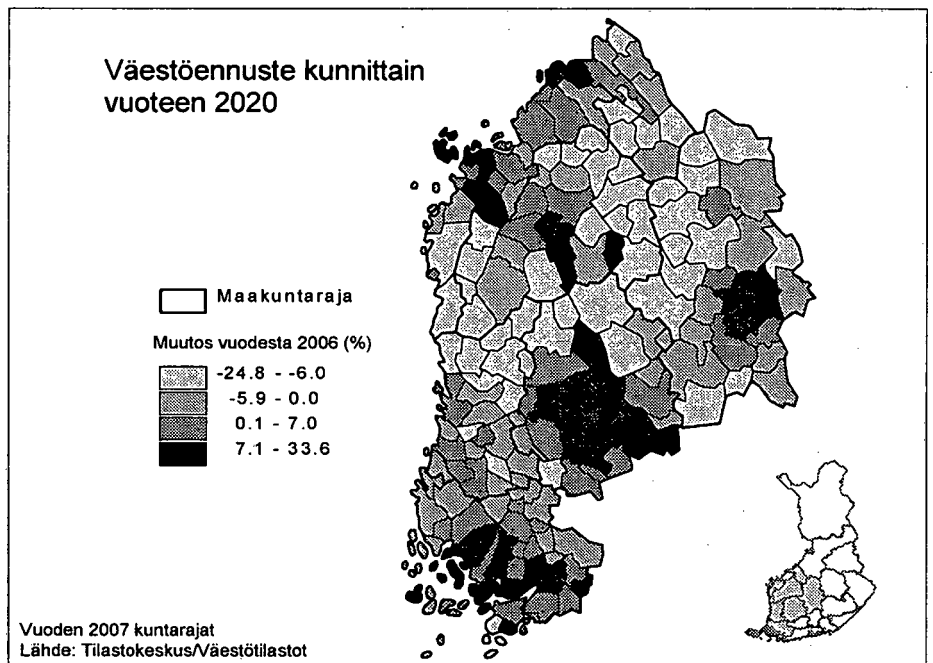 Väestöennuste kunnittain
vuoteen 2020
Maakuntaraja
Muutos vuodesta 2006 (%)
-24.8 - -6.0
-5.9 - 0.0
0.1 - 7.0
7.1 - 33.6
Vuoden 2007 kuntarajat
Lähde: Tilastokeskus/Väestötilastot